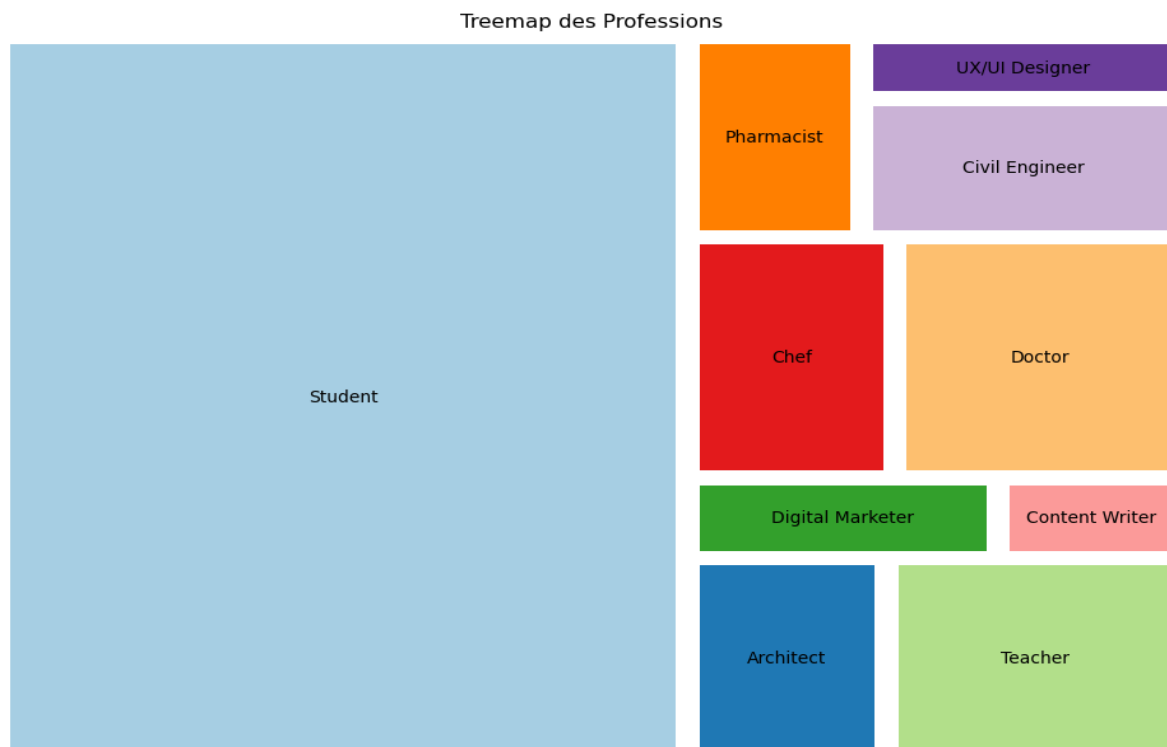 Treemap des Professions
UX/UI Designer
Pharmacist
Civil Engineer
Chef
Doctor
Student
Digital Marketer
Content Writer
Architect
Teacher